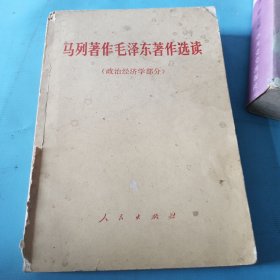 马列著作毛泽东著作选读
（政治经济学部分）
人民出版社